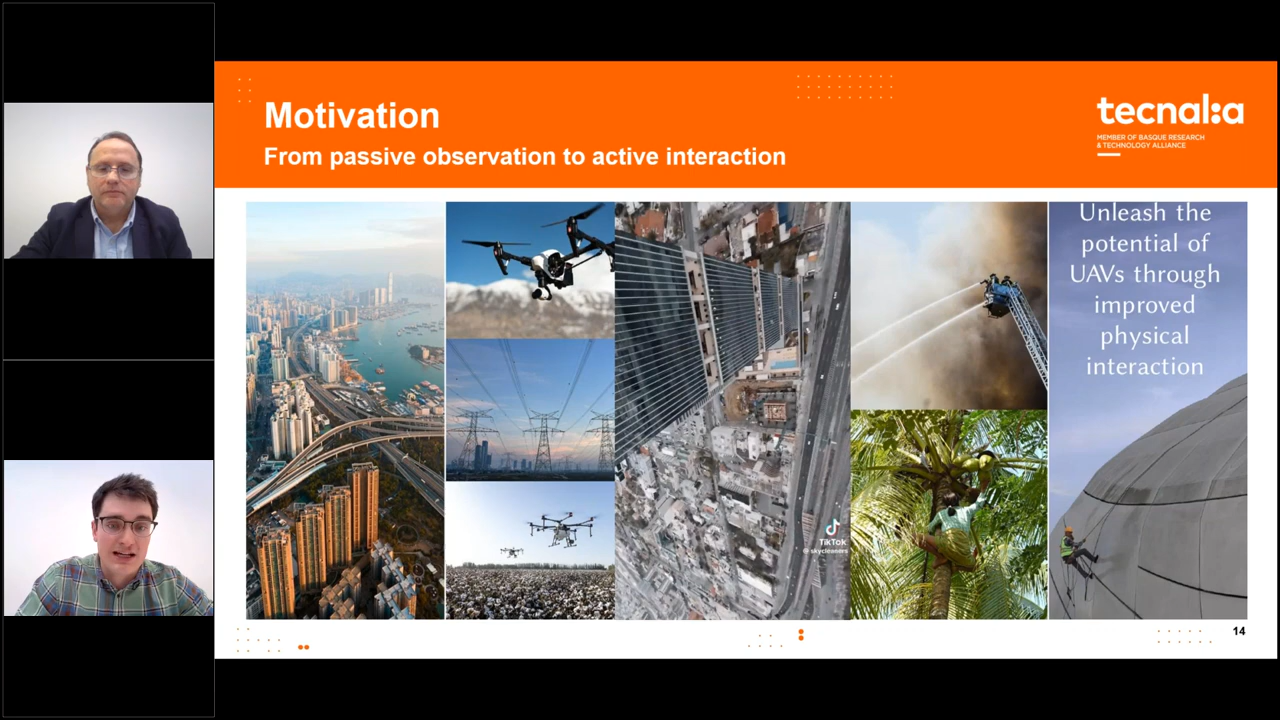 Motivation
From passive observation to active interaction
tecnal:a
MEMBER OF BASQUE RESEARCH
& TECHNOLOGY ALLIANCE
Unleash the
potential of
UAVs through
improved
physical
interaction
TikTok
@ skycleaners
14